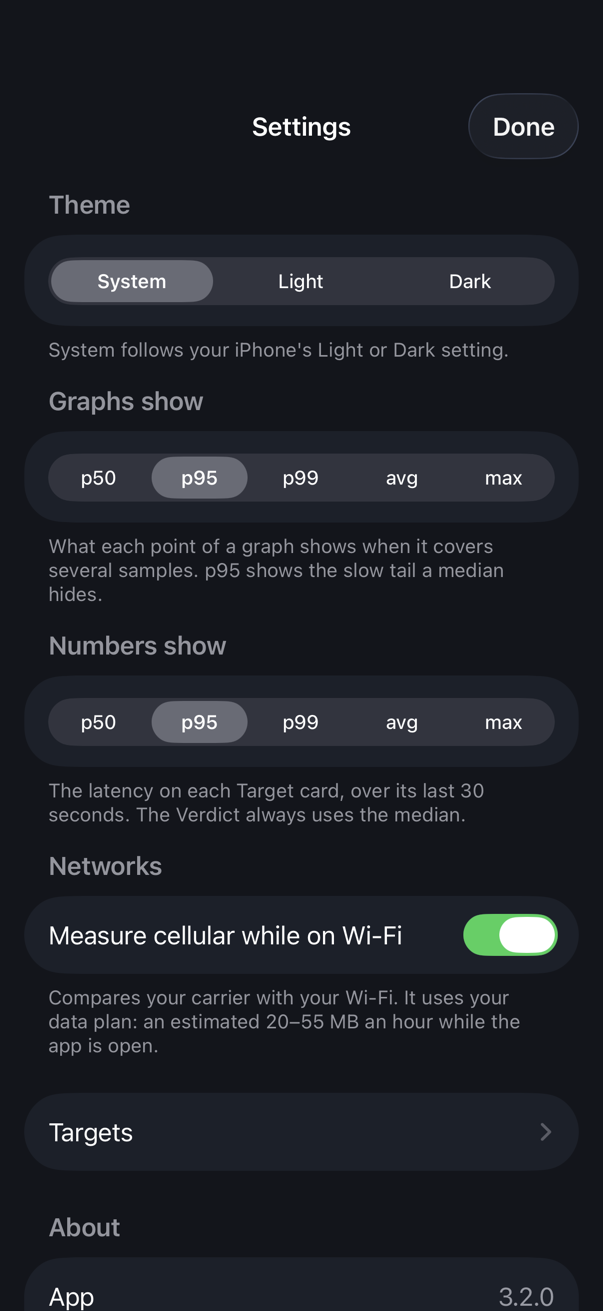 Settings
Done
Theme
System
Light
Dark
System follows your iPhone's Light or Dark setting.
Graphs show
p50
p95
p99
avg
max
What each point of a graph shows when it covers
several samples. p95 shows the slow tail a median
hides.
Numbers show
p50
p95
p99
avg
max
The latency on each Target card, over its last 30
seconds. The Verdict always uses the median.
Networks
Measure cellular while on Wi-Fi
Compares your carrier with your Wi-Fi. It uses your
data plan: an estimated 20–55 MB an hour while the
app is open.
Targets
About
App
3.2.0